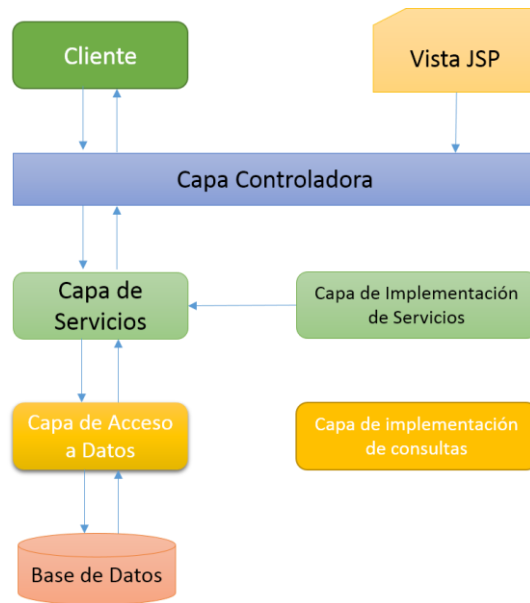 Cliente
Vista JSP
Capa Controladora
Capa de
Servicios
Capa de Implementación
de Servicios
Capa de Acceso
a Datos
Capa de implementación
de consultas
Base de Datos